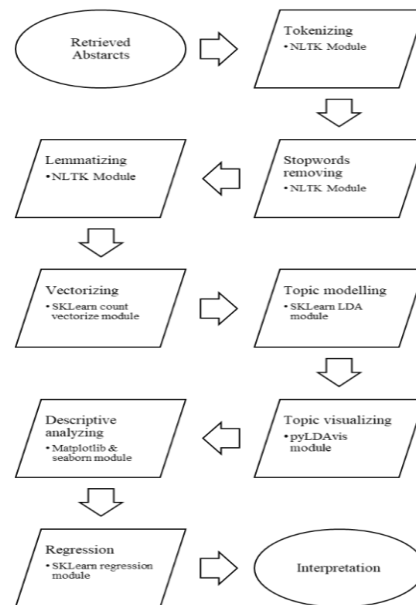 Retrieved
Abstarcts
Tokenizing
•NLTK Module
Lemmatizing
•NLTK Module
Stopwords
removing
•NLTK Module
Vectorizing
•SKLearn count
vectorize module
Topic modelling
•SKLearn LDA
module
Descriptive
analyzing
•Matplotlib &
seaborn module
Topic visualizing
•pyLDAvis
module
Regression
•SKLearn regression
module
Interpretation